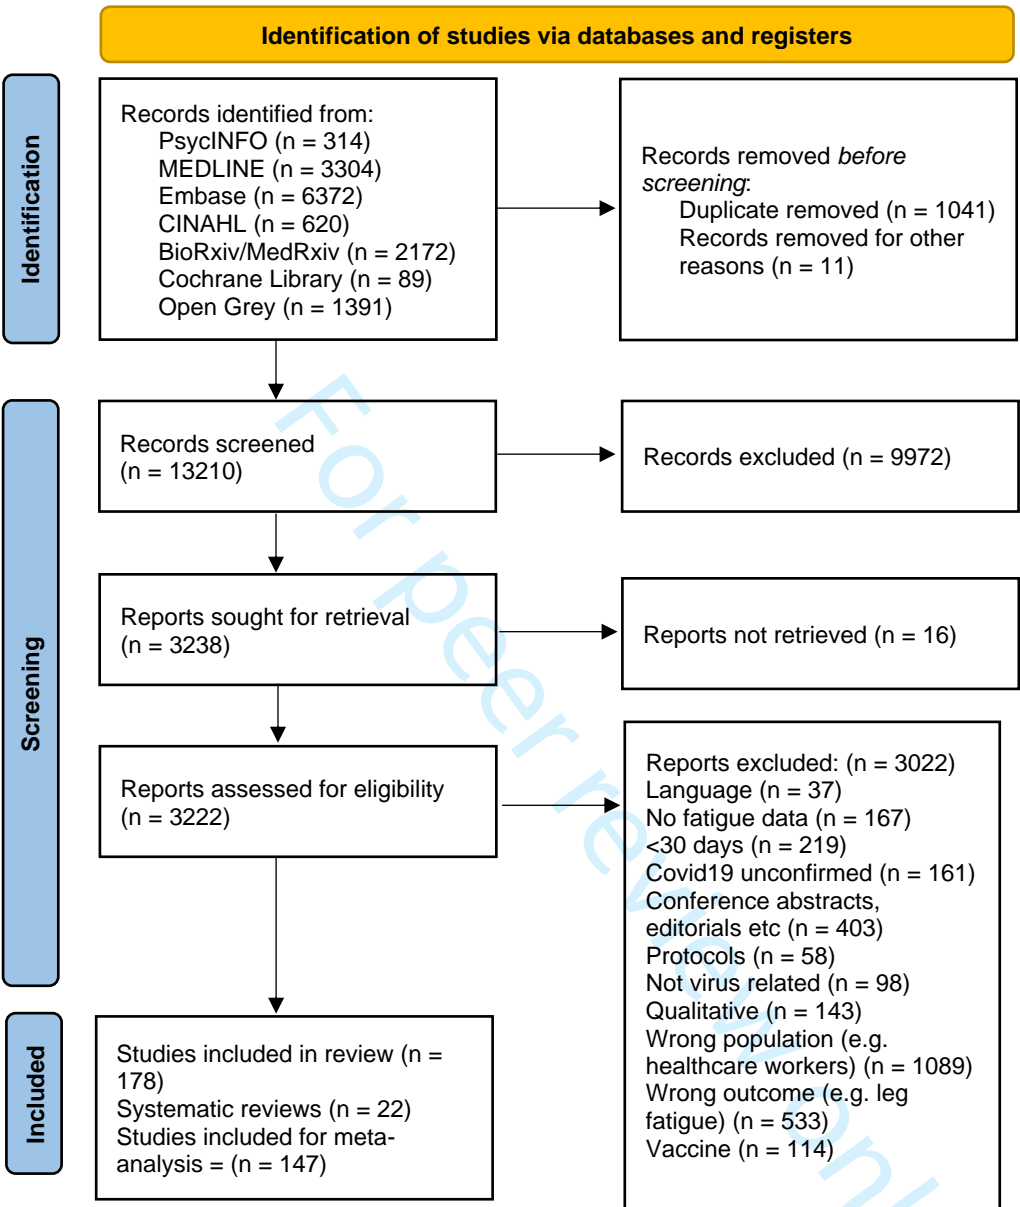 Identification of studies via databases and registers
Identification
Records identified from:
PsycINFO (n = 314)
MEDLINE (n = 3304)
Embase (n = 6372)
CINAHL (n = 620)
BioRxiv/MedRxiv (n = 2172)
Cochrane Library (n = 89)
Open Grey (n = 1391)
Records removed before
screening:
Duplicate removed (n = 1041)
Records removed for other
reasons (n = 11)
Screening
Records screened
(n = 13210)
Records excluded (n = 9972)
Reports sought for retrieval
(n = 3238)
Reports not retrieved (n = 16)
Reports assessed for eligibility
(n = 3222)
Reports excluded: (n = 3022)
Language (n = 37)
No fatigue data (n = 167)
<30 days (n = 219)
Covid19 unconfirmed (n = 161)
Conference abstracts,
editorials etc (n = 403)
Protocols (n = 58)
Not virus related (n = 98)
Qualitative (n = 143)
Wrong population (e.g.
healthcare workers) (n = 1089)
Wrong outcome (e.g. leg
fatigue) (n = 533)
Vaccine (n = 114)
Included
Studies included in review (n =
178)
Systematic reviews (n = 22)
Studies included for meta-
analysis = (n = 147)
For peer review onl